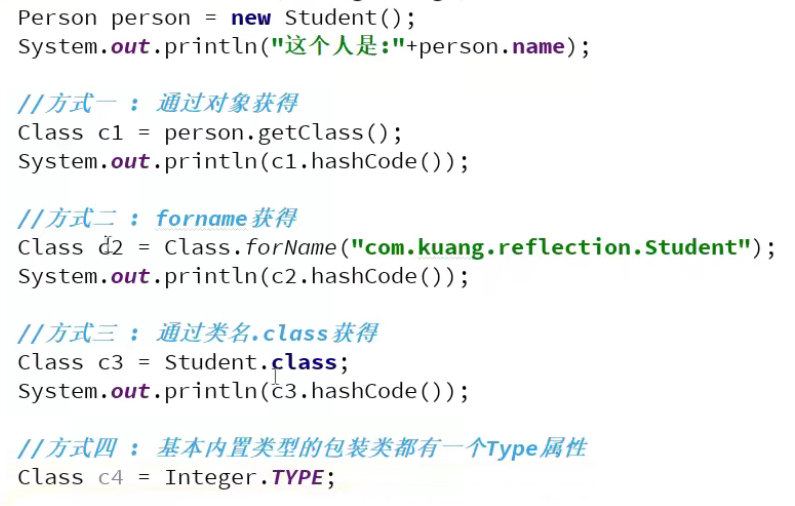 Person person = new Student();
System.out.println("这个人是:"+person.name);
//方式一 : 通过对象获得
Class c1 = person.getClass();
System.out.println(c1.hashCode());
//方式二 : forname获得
Class c2 = Class.forName("com.kuang.reflection.Student");
System.out.println(c2.hashCode());
//方式三 : 通过类名.class获得
Class c3 = Student.class;
System.out.println(c3.hashCode());
//方式四 : 基本内置类型的包装类都有一个Type属性
Class c4 = Integer.TYPE;